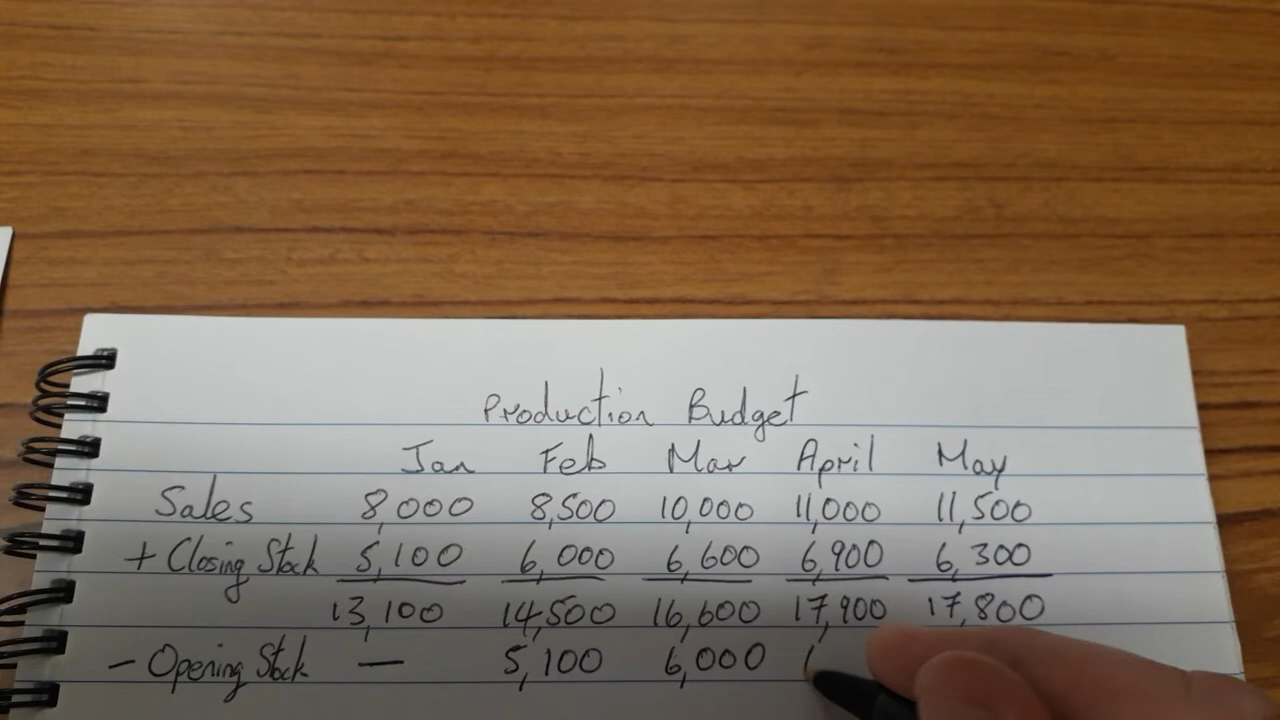 Production Budget
Jan Feb Mar April May
Sales 8,000 8,500 10,000 11,000 11,500
+ Closing Stock 5,100 6,000 6,600 6,900 6,300
13,100 14,500 16,600 17,900 17,800
- Opening Stock — 5,100 6,000